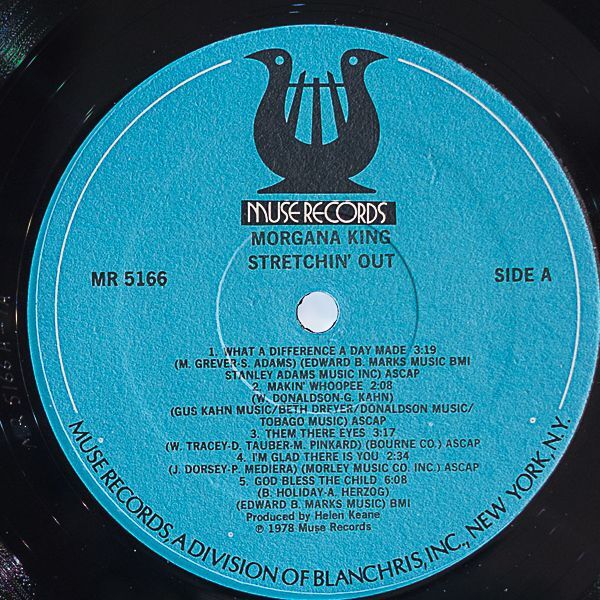 MUSE RECORDS
MORGANA KING
STRETCHIN' OUT
MR 5166
SIDE A
1. WHAT A DIFFERENCE A DAY MADE 3:19
(M. GREVER-S. ADAMS) (EDWARD B. MARKS MUSIC BMI
STANLEY ADAMS MUSIC INC) ASCAP
2. MAKIN' WHOOPEE 2:08
(W. DONALDSON-G. KAHN)
(GUS KAHN MUSIC/BETH DREYER/DONALDSON MUSIC/
TOBAGO MUSIC) ASCAP
3. THEM THERE EYES 3:17
(W. TRACEY-D. TAUBER-M. PINKARD) (BOURNE CO.) ASCAP
4. I'M GLAD THERE IS YOU 2:34
(J. DORSEY-P. MEDIERA) (MORLEY MUSIC CO. INC.) ASCAP
5. GOD BLESS THE CHILD 6:08
(B. HOLIDAY-A. HERZOG)
(EDWARD B. MARKS MUSIC) BMI
Produced by Helen Keane
℗ 1978 Muse Records
MUSE RECORDS, A DIVISION OF BLANCHRIS, INC., NEW YORK, N.Y.